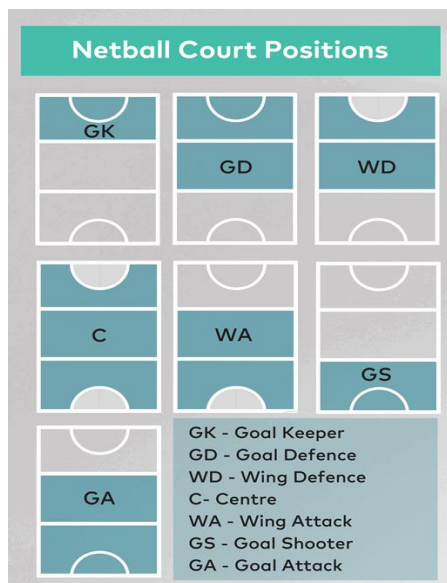 Netball Court Positions
GK
GD
WD
C
WA
GS
GA
GK - Goal Keeper
GD - Goal Defence
WD - Wing Defence
C- Centre
WA - Wing Attack
GS - Goal Shooter
GA - Goal Attack